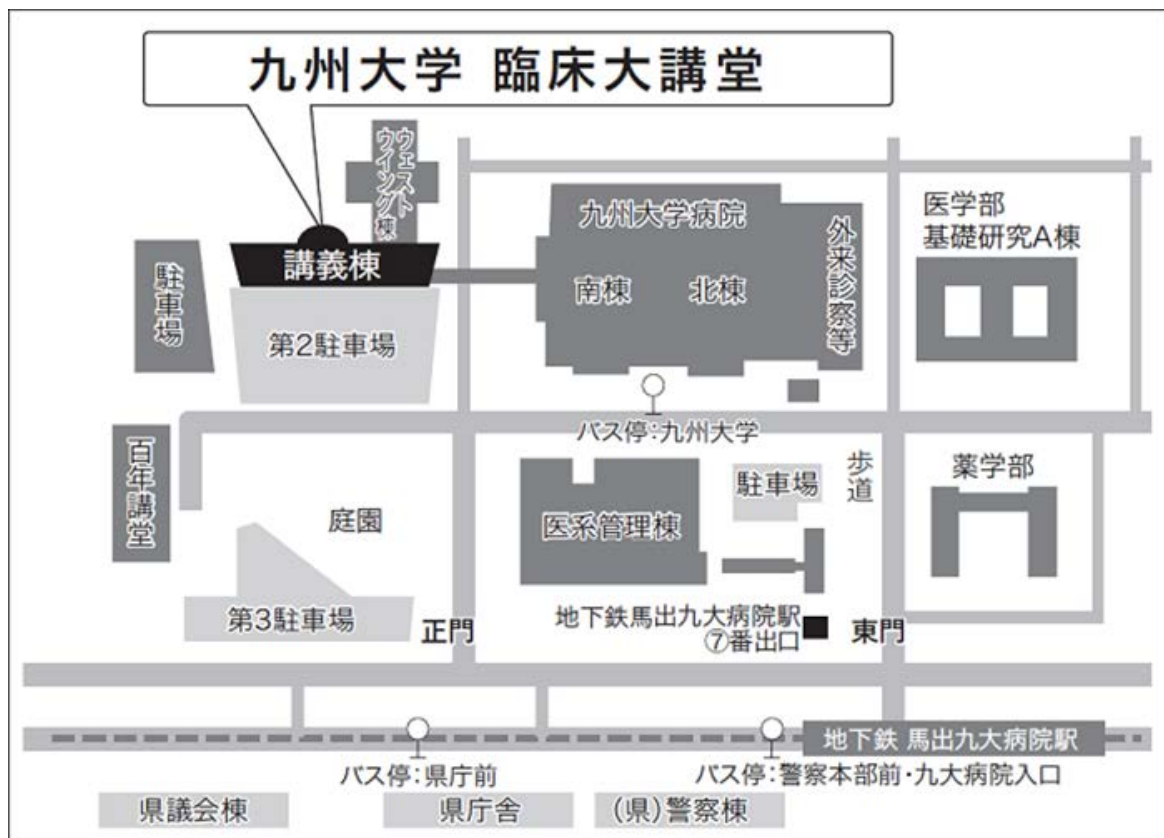 九州大学 臨床大講堂
ウエスト
ウイング棟
講義棟
駐車場
第2駐車場
九州大学病院
南棟
北棟
外来診察等
医学部
基礎研究A棟
バス停:九州大学
百年講堂
庭園
医系管理棟
駐車場
歩道
薬学部
第3駐車場
正門
地下鉄馬出九大病院駅
⑦番出口
東門
地下鉄 馬出九大病院駅
バス停:県庁前
バス停:警察本部前・九大病院入口
県議会棟
県庁舎
(県)警察棟